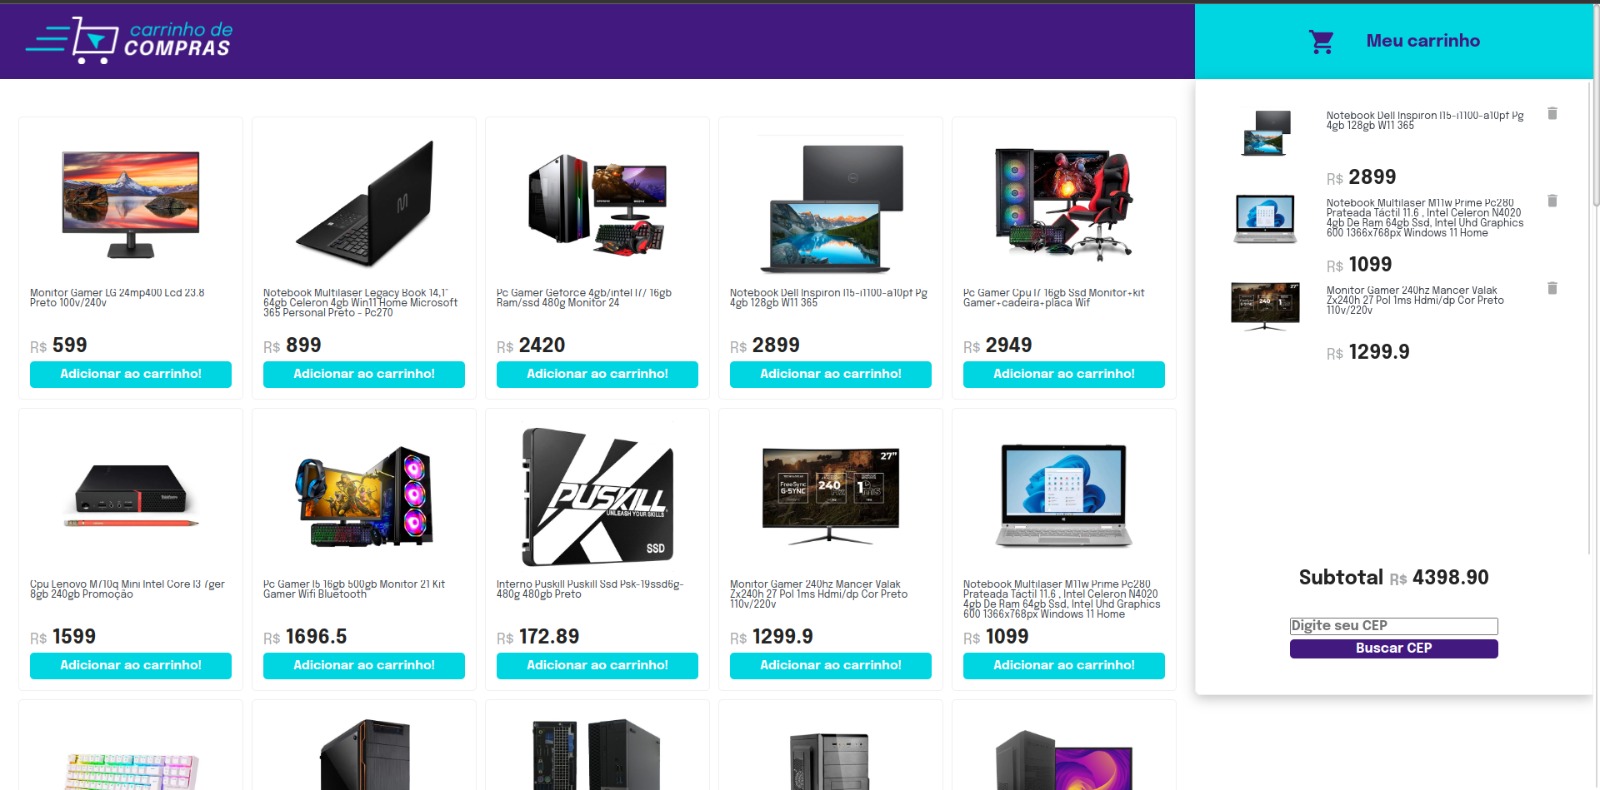 carrinho de
COMPRAS
Meu carrinho
Monitor Gamer LG 24mp400 Lcd 23.8
Preto 100v/240v
R$ 599
Adicionar ao carrinho!
Notebook Multilaser Legacy Book 14,1"
64gb Celeron 4gb Win11 Home Microsoft
365 Personal Preto - Pc270
R$ 899
Adicionar ao carrinho!
Pc Gamer Geforce 4gb/intel I7/ 16gb
Ram/ssd 480g Monitor 24
R$ 2420
Adicionar ao carrinho!
Notebook Dell Inspiron I15-i1100-a10pf Pg
4gb 128gb W11 365
R$ 2899
Adicionar ao carrinho!
Pc Gamer Cpu I7 16gb Ssd Monitor+kit
Gamer+cadeira+placa Wif
R$ 2949
Adicionar ao carrinho!
Cpu Lenovo M710q Mini Intel Core I3 7ger
8gb 240gb Promoção
R$ 1599
Adicionar ao carrinho!
Pc Gamer I5 16gb 500gb Monitor 21 Kit
Gamer Wifi Bluetooth
R$ 1696.5
Adicionar ao carrinho!
PUSKILL
UNLEASH YOUR SKILLS
SSD
Interno Puskill Puskill Ssd Psk-19ssd6g-
480g 480gb Preto
R$ 172.89
Adicionar ao carrinho!
27"
FreeSync
G-SYNC
240
1ms
Monitor Gamer 240hz Mancer Valak
Zx240h 27 Pol 1ms Hdmi/dp Cor Preto
110v/220v
R$ 1299.9
Adicionar ao carrinho!
Notebook Multilaser M11w Prime Pc280
Prateada Táctil 11.6 , Intel Celeron N4020
4gb De Ram 64gb Ssd, Intel Uhd Graphics
600 1366x768px Windows 11 Home
R$ 1099
Adicionar ao carrinho!
Notebook Dell Inspiron I15-i1100-a10pf Pg
4gb 128gb W11 365
R$ 2899
Notebook Multilaser M11w Prime Pc280
Prateada Táctil 11.6 , Intel Celeron N4020
4gb De Ram 64gb Ssd, Intel Uhd Graphics
600 1366x768px Windows 11 Home
R$ 1099
Monitor Gamer 240hz Mancer Valak
Zx240h 27 Pol 1ms Hdmi/dp Cor Preto
110v/220v
R$ 1299.9
Subtotal R$ 4398.90
Digite seu CEP
Buscar CEP